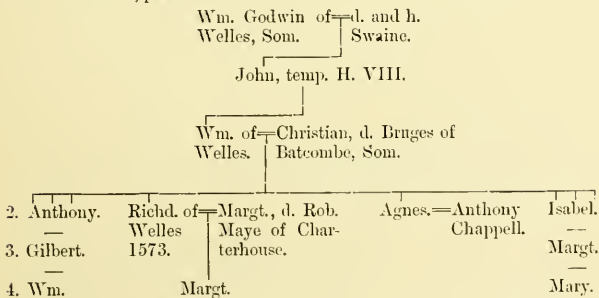 Wm. Godwin of=d. and h.
Welles, Som. Swaine.
John, temp. H. VIII.
Wm. of=Christian, d. Bruges of
Welles. Batcombe, Som.
2. Anthony. Richd. of=Margt., d. Rob. Agnes.=Anthony Isabel.
— Welles Maye of Char- Chappell. —
3. Gilbert. 1573. terhouse. Margt.
— —
4. Wm. Margt. Mary.